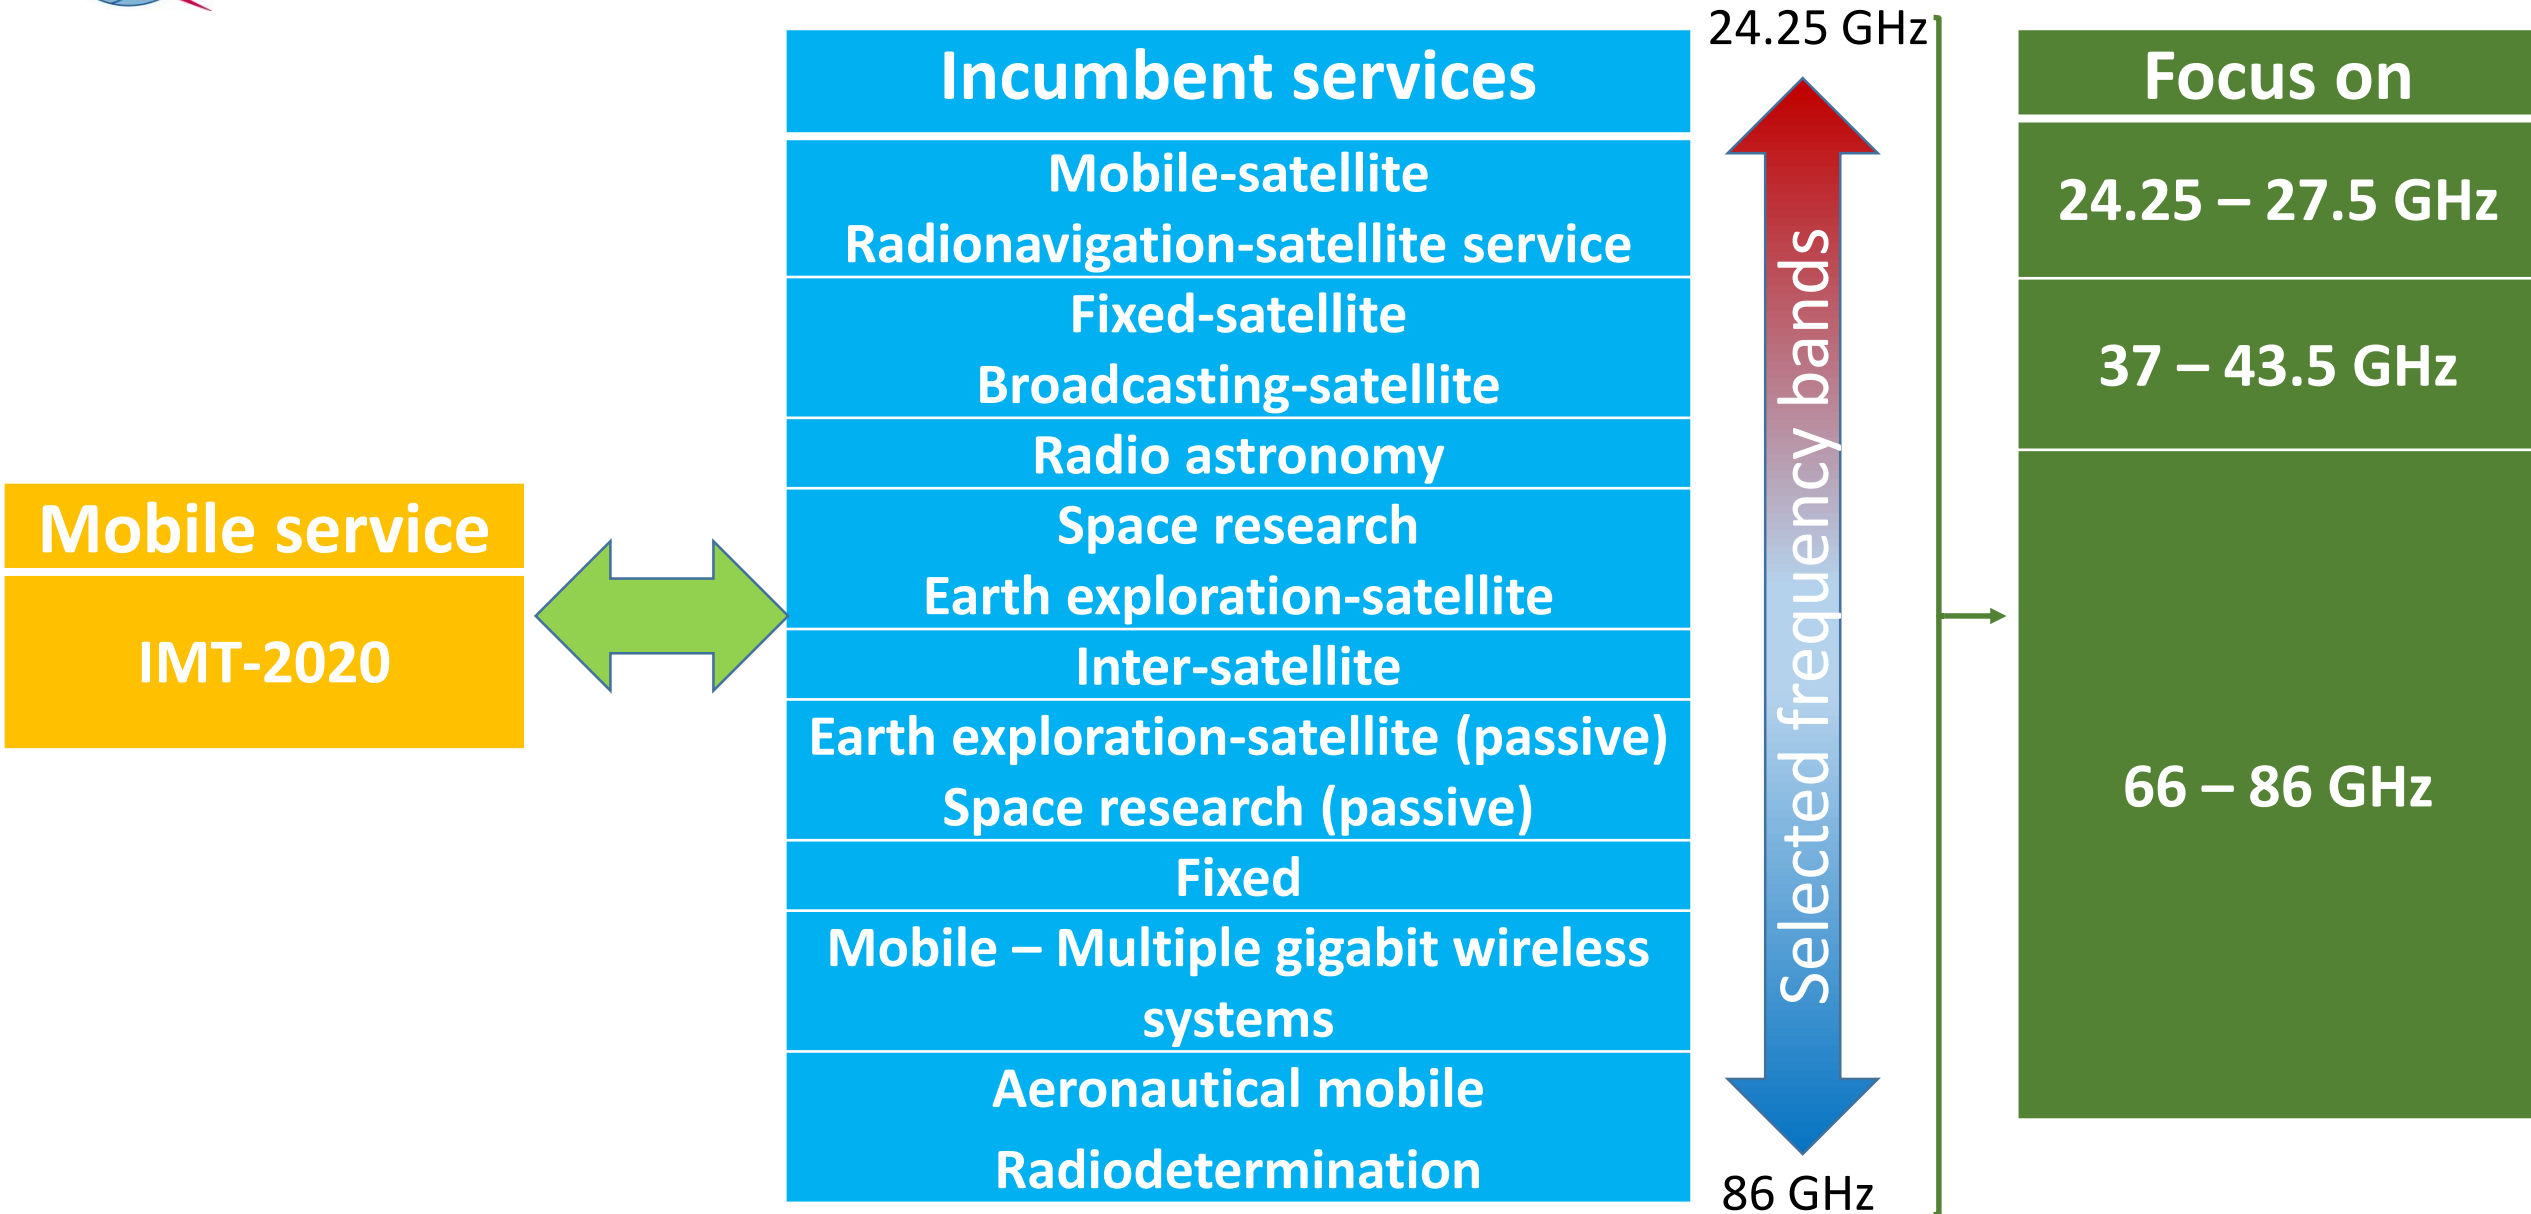 Mobile service
IMT-2020
Incumbent services
Mobile-satellite
Radionavigation-satellite service
Fixed-satellite
Broadcasting-satellite
Radio astronomy
Space research
Earth exploration-satellite
Inter-satellite
Earth exploration-satellite (passive)
Space research (passive)
Fixed
Mobile – Multiple gigabit wireless
systems
Aeronautical mobile
Radiodetermination
24.25 GHz
Selected frequency bands
86 GHz
Focus on
24.25 – 27.5 GHz
37 – 43.5 GHz
66 – 86 GHz